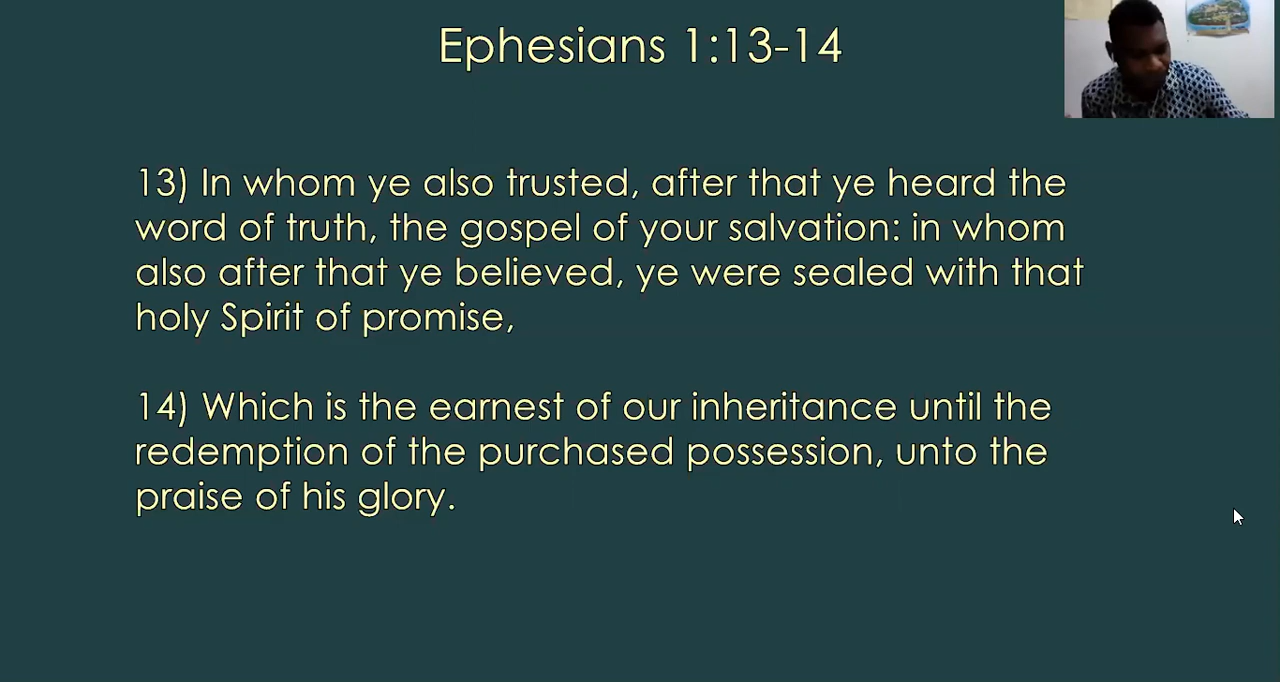 Ephesians 1:13-14
13) In whom ye also trusted, after that ye heard the
word of truth, the gospel of your salvation: in whom
also after that ye believed, ye were sealed with that
holy Spirit of promise,
14) Which is the earnest of our inheritance until the
redemption of the purchased possession, unto the
praise of his glory.